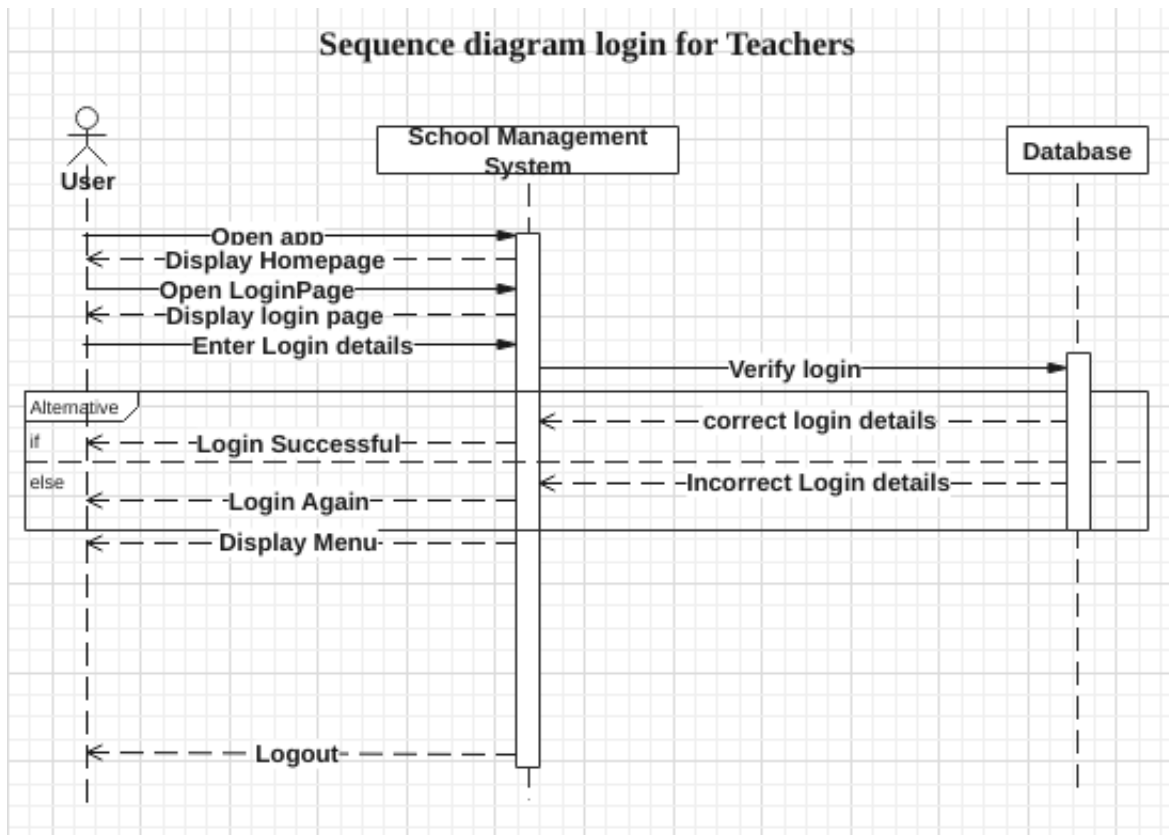 Sequence diagram login for Teachers
School Management
System
Database
User
Open app
Display Homepage
Open LoginPage
Display login page
Enter Login details
Verify login
Alternative
correct login details
if
Login Successful
else
Incorrect Login details
Login Again
Display Menu
Logout